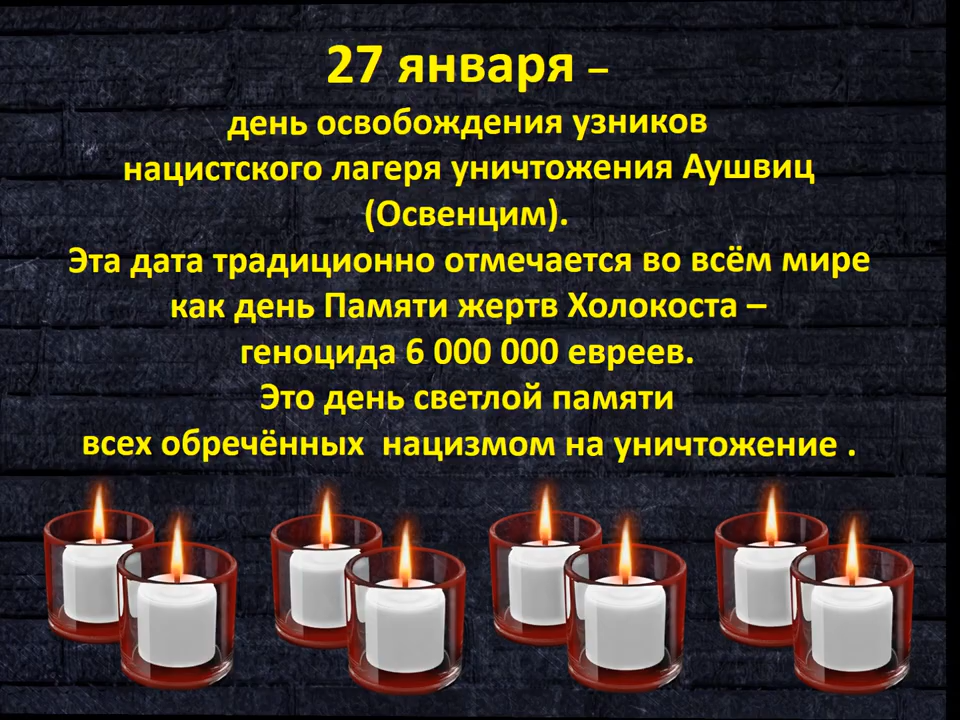 27 января –
день освобождения узников
нацистского лагеря уничтожения Аушвиц
(Освенцим).
Эта дата традиционно отмечается во всём мире
как день Памяти жертв Холокоста –
геноцида 6 000 000 евреев.
Это день светлой памяти
всех обречённых нацизмом на уничтожение .